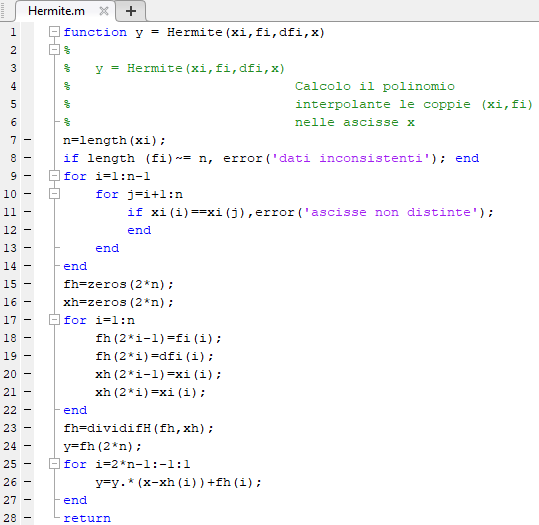 Hermite.m × +
1 function y = Hermite(xi,fi,dfi,x)
2 %
3 %   y = Hermite(xi,fi,dfi,x)
4 %                            Calcolo il polinomio
5 %                            interpolante le coppie (xi,fi)
6 %                            nelle ascisse x
7 – n=length(xi);
8 – if length (fi)~= n, error('dati inconsistenti'); end
9 – for i=1:n-1
10 –     for j=i+1:n
11 –         if xi(i)==xi(j),error('ascisse non distinte');
12 –         end
13 –     end
14 – end
15 – fh=zeros(2*n);
16 – xh=zeros(2*n);
17 – for i=1:n
18 –     fh(2*i-1)=fi(i);
19 –     fh(2*i)=dfi(i);
20 –     xh(2*i-1)=xi(i);
21 –     xh(2*i)=xi(i);
22 – end
23 – fh=dividifH(fh,xh);
24 – y=fh(2*n);
25 – for i=2*n-1:-1:1
26 –     y=y.*(x-xh(i))+fh(i);
27 – end
28 – return